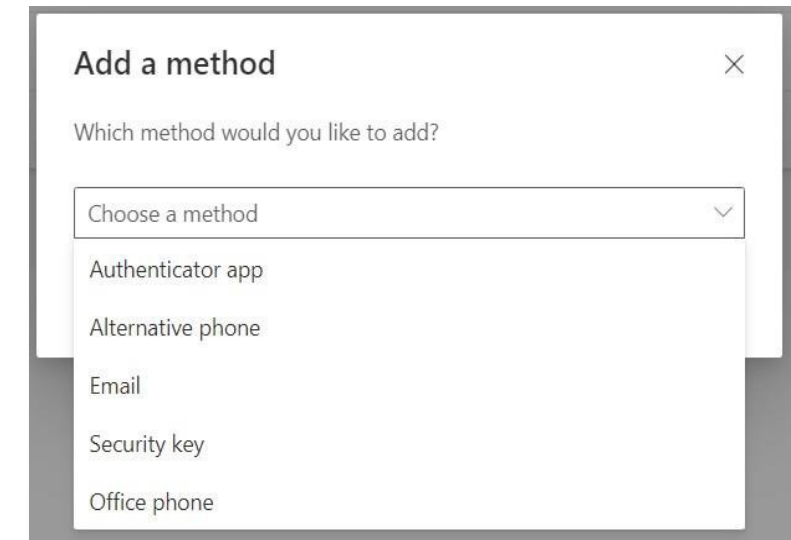 Add a method
Which method would you like to add?
Choose a method
Authenticator app
Alternative phone
Email
Security key
Office phone